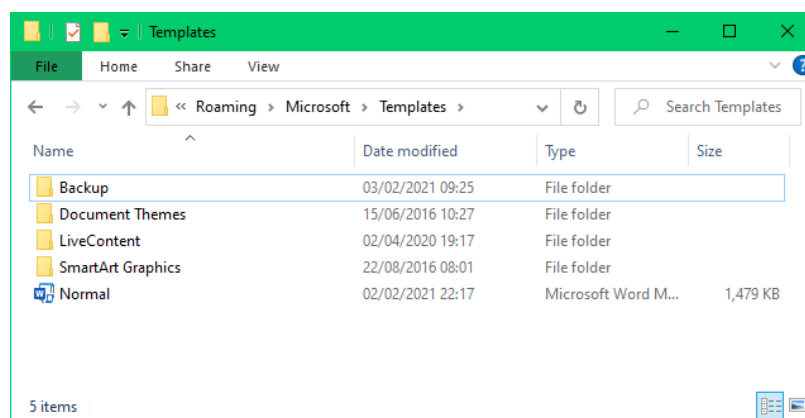 Templates
File Home Share View
« Roaming > Microsoft > Templates > Search Templates
Name Date modified Type Size
Backup 03/02/2021 09:25 File folder
Document Themes 15/06/2016 10:27 File folder
LiveContent 02/04/2020 19:17 File folder
SmartArt Graphics 22/08/2016 08:01 File folder
Normal 02/02/2021 22:17 Microsoft Word M... 1,479 KB
5 items